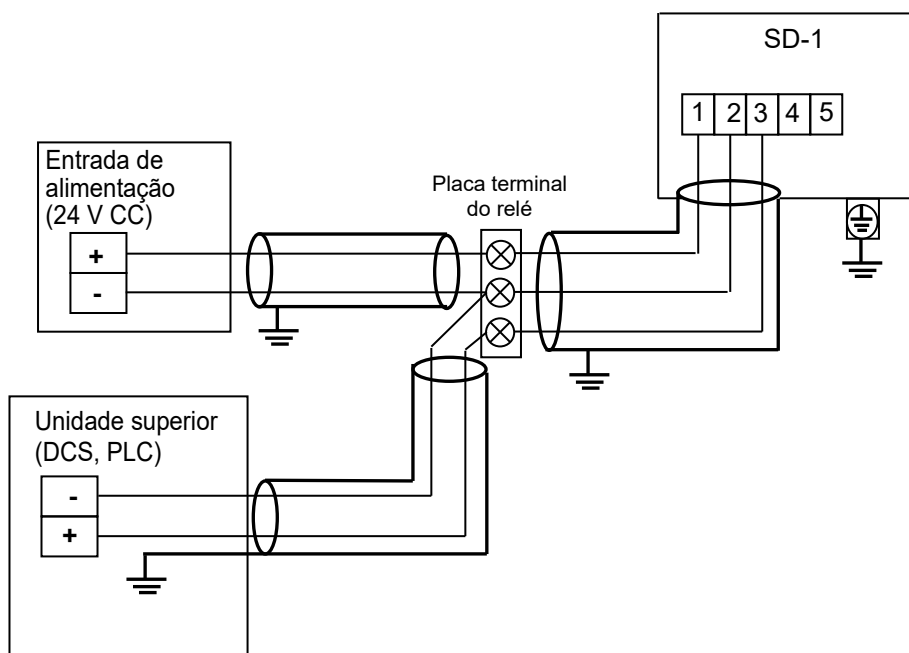 SD-1
1 2 3 4 5
Entrada de
alimentação
(24 V CC)
+
-
Placa terminal
do relé
Unidade superior
(DCS, PLC)
-
+